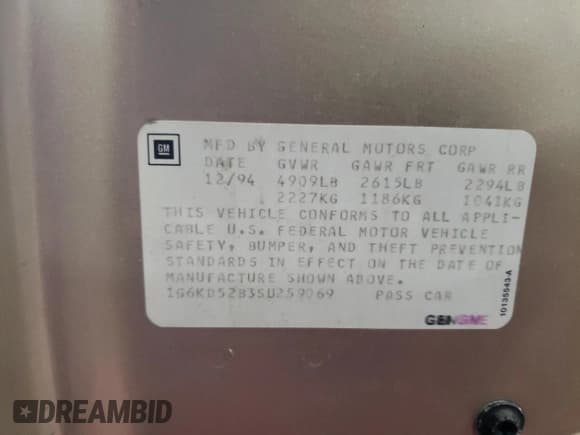 GM
MFD BY GENERAL MOTORS CORP
DATE GVWR GAWR FRT GAWR RR
12/94 4909LB 2615LB 2294LB
2227KG 1186KG 1041KG
THIS VEHICLE CONFORMS TO ALL APPLI-
CABLE U.S. FEDERAL MOTOR VEHICLE
SAFETY, BUMPER, AND THEFT PREVENTION
STANDARDS IN EFFECT ON THE DATE OF
MANUFACTURE SHOWN ABOVE.
1G6KD52B3SU259069 PASS CAR
10135543-A
DREAMBID